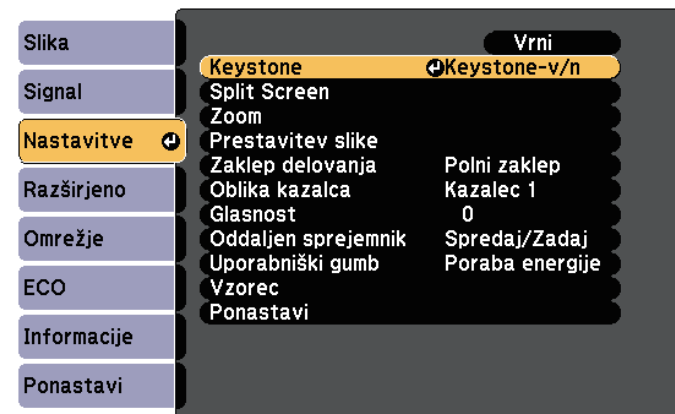 Slika
Signal
Nastavitve
Razširjeno
Omrežje
ECO
Informacije
Ponastavi
Vrni
Keystone Keystone-v/n
Split Screen
Zoom
Prestavitev slike
Zaklep delovanja Polni zaklep
Oblika kazalca Kazalec 1
Glasnost 0
Oddaljen sprejemnik Spredaj/Zadaj
Uporabniški gumb Poraba energije
Vzorec
Ponastavi